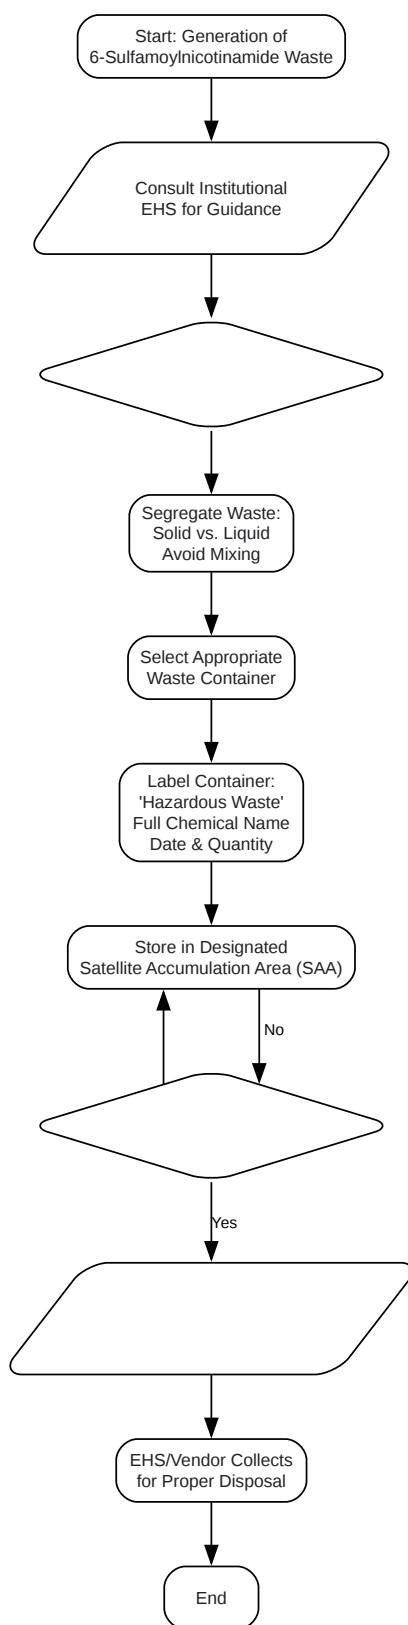 Start: Generation of
6-Sulfamoylnicotinamide Waste
Consult Institutional
EHS for Guidance
Segregate Waste:
Solid vs. Liquid
Avoid Mixing
Select Appropriate
Waste Container
Label Container:
'Hazardous Waste'
Full Chemical Name
Date & Quantity
Store in Designated
Satellite Accumulation Area (SAA)
No
Yes
EHS/Vendor Collects
for Proper Disposal
End